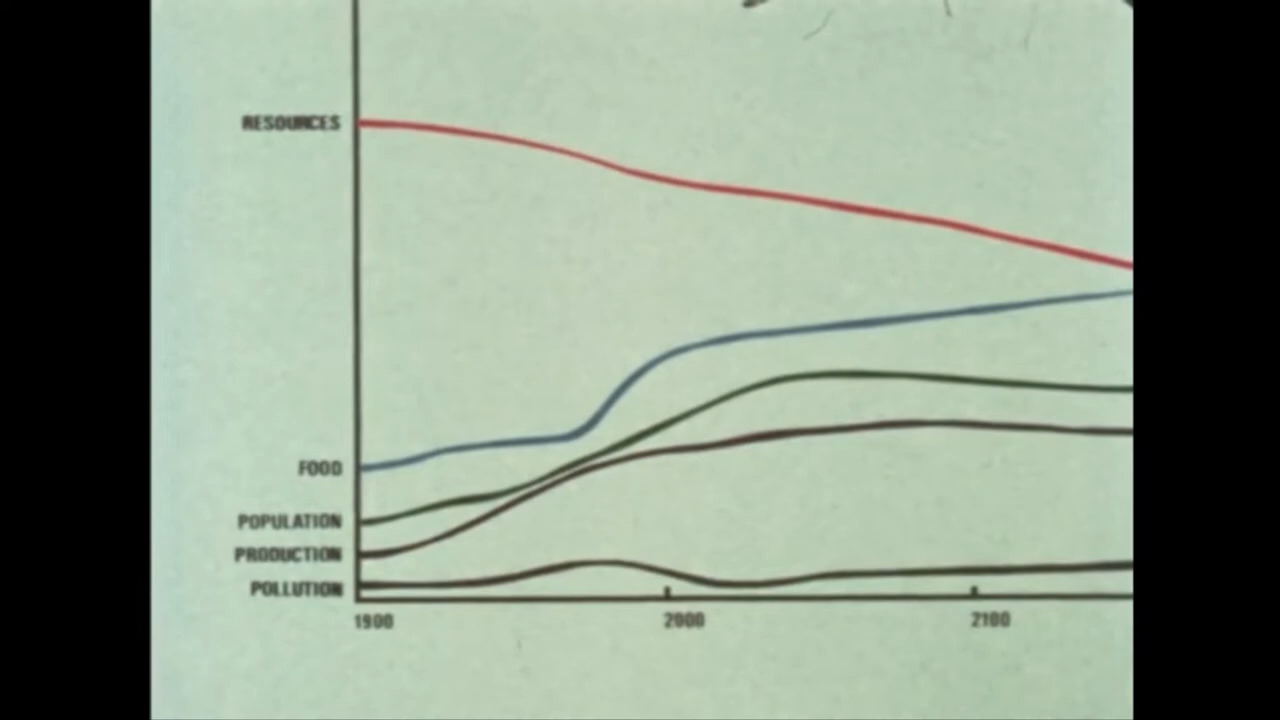 RESOURCES
FOOD
POPULATION
PRODUCTION
POLLUTION
1900 2000 2100